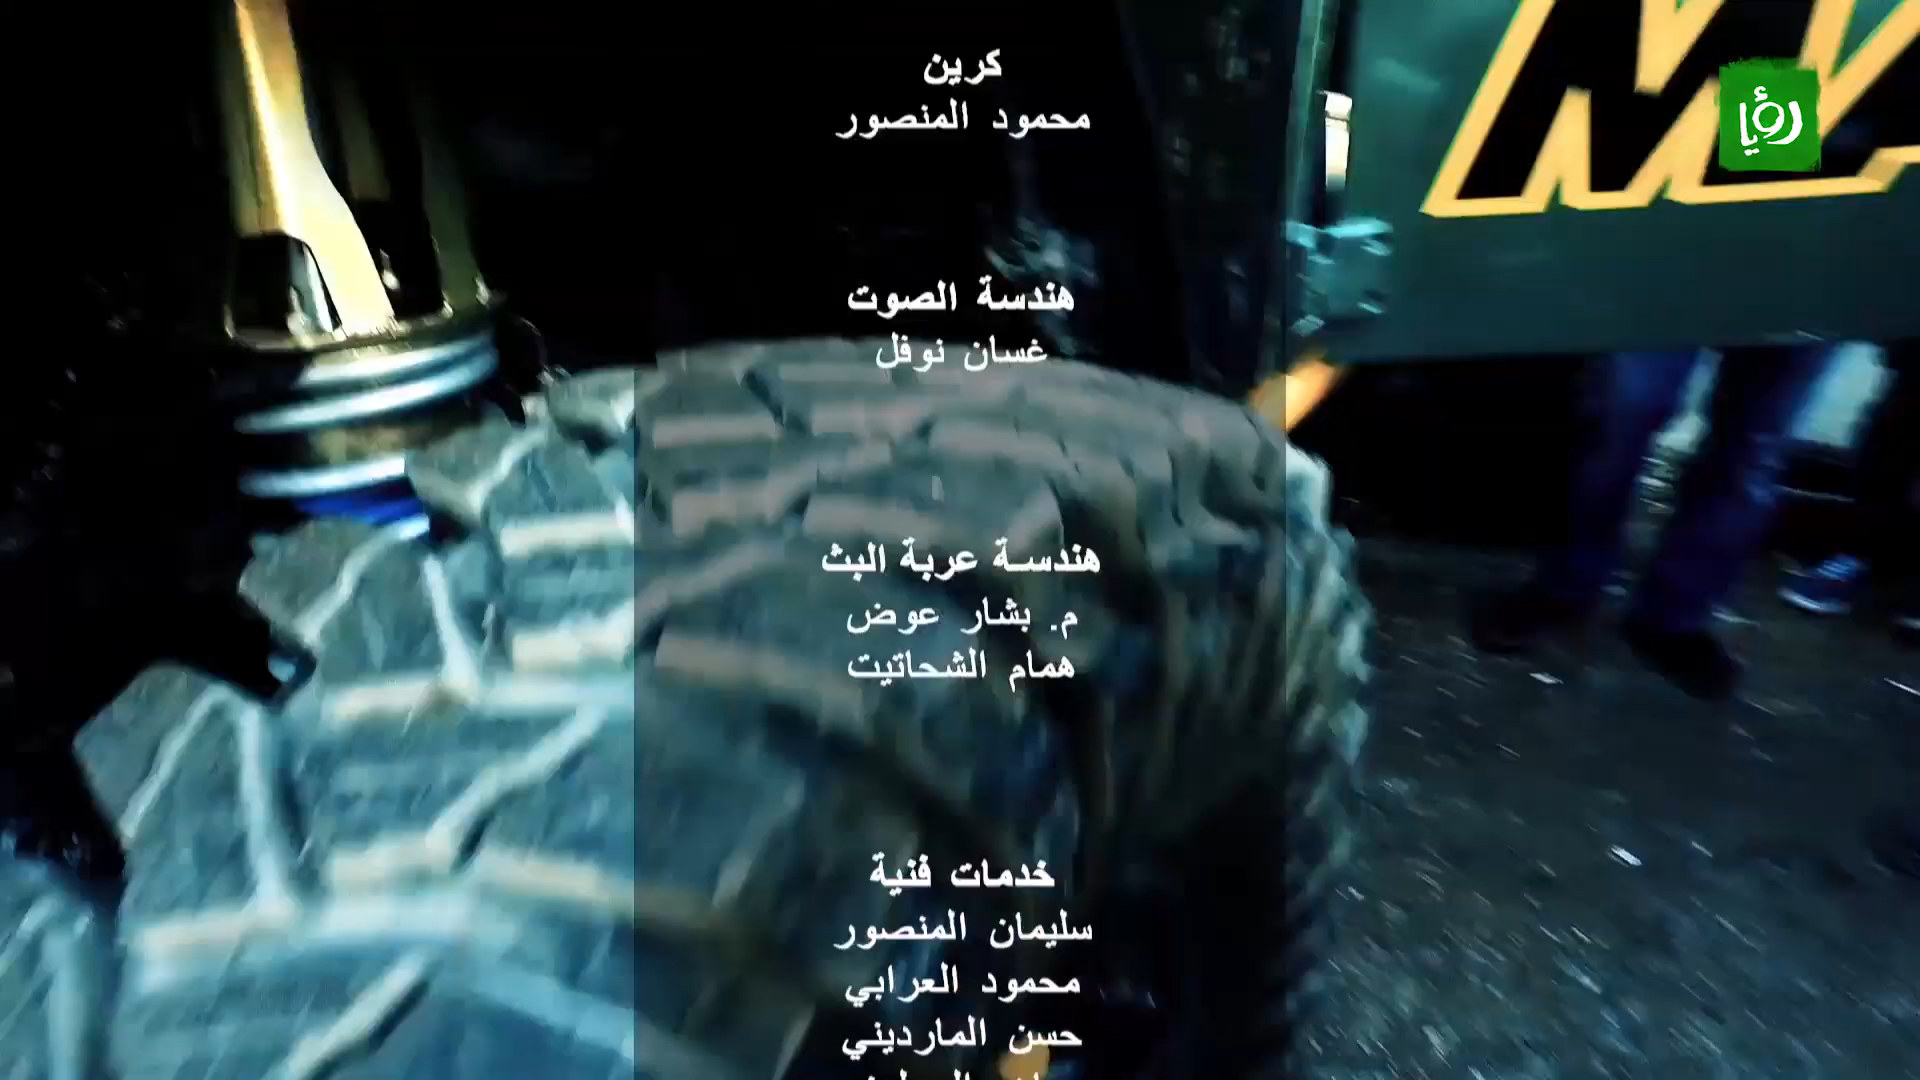 كرين
محمود المنصور
رؤيا
هندسة الصوت
غسان نوفل
هندسة عربة البث
م. بشار عوض
همام الشحاتيت
خدمات فنية
سليمان المنصور
محمود العرابي
حسن المارديني